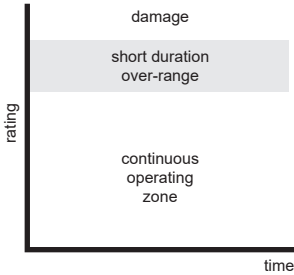 damage
short duration
over-range
rating
continuous
operating
zone
time